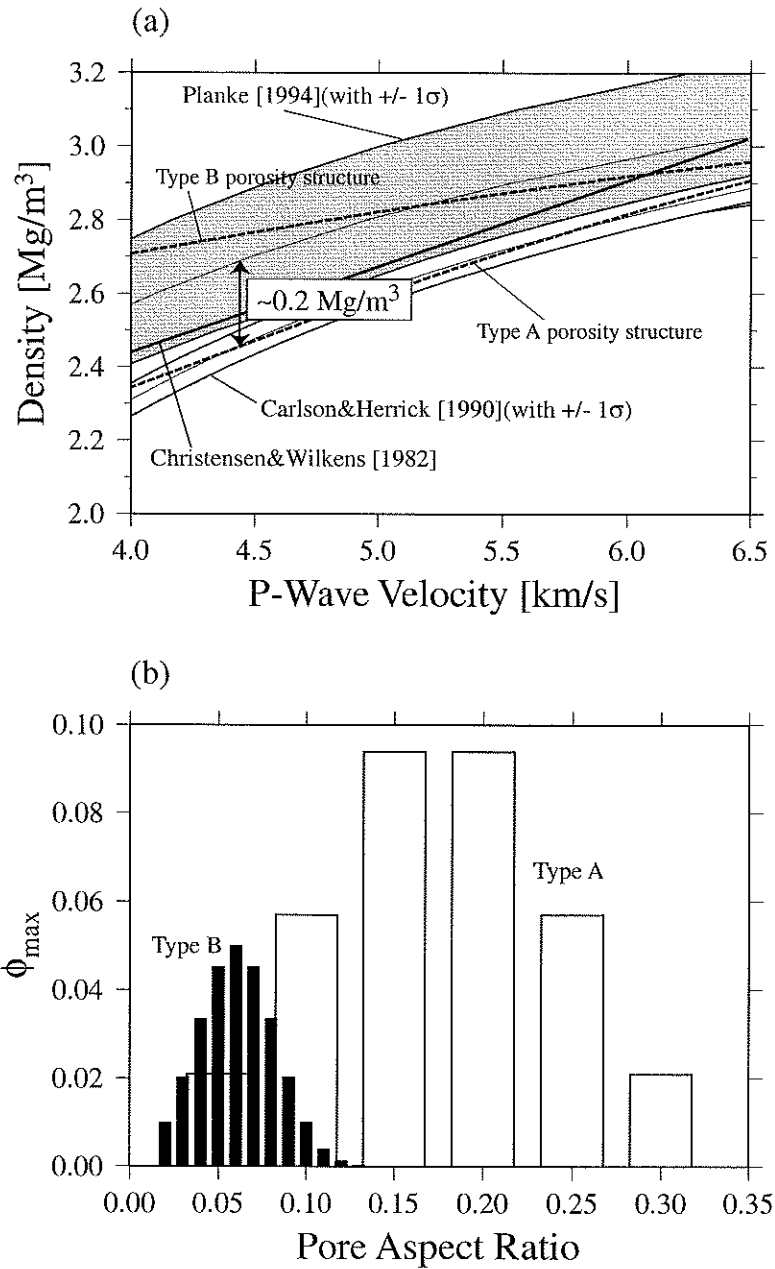 (a)
3.2
Planke [1994](with +/- 1σ)
3.0
Type B porosity structure
2.8
Density [Mg/m³]
2.6
~0.2 Mg/m³
Type A porosity structure
2.4
Carlson&Herrick [1990](with +/- 1σ)
2.2
Christensen&Wilkens [1982]
2.0
4.0 4.5 5.0 5.5 6.0 6.5
P-Wave Velocity [km/s]
(b)
0.10
0.08
Type A
0.06
Type B
ϕmax
0.04
0.02
0.00
0.00 0.05 0.10 0.15 0.20 0.25 0.30 0.35
Pore Aspect Ratio